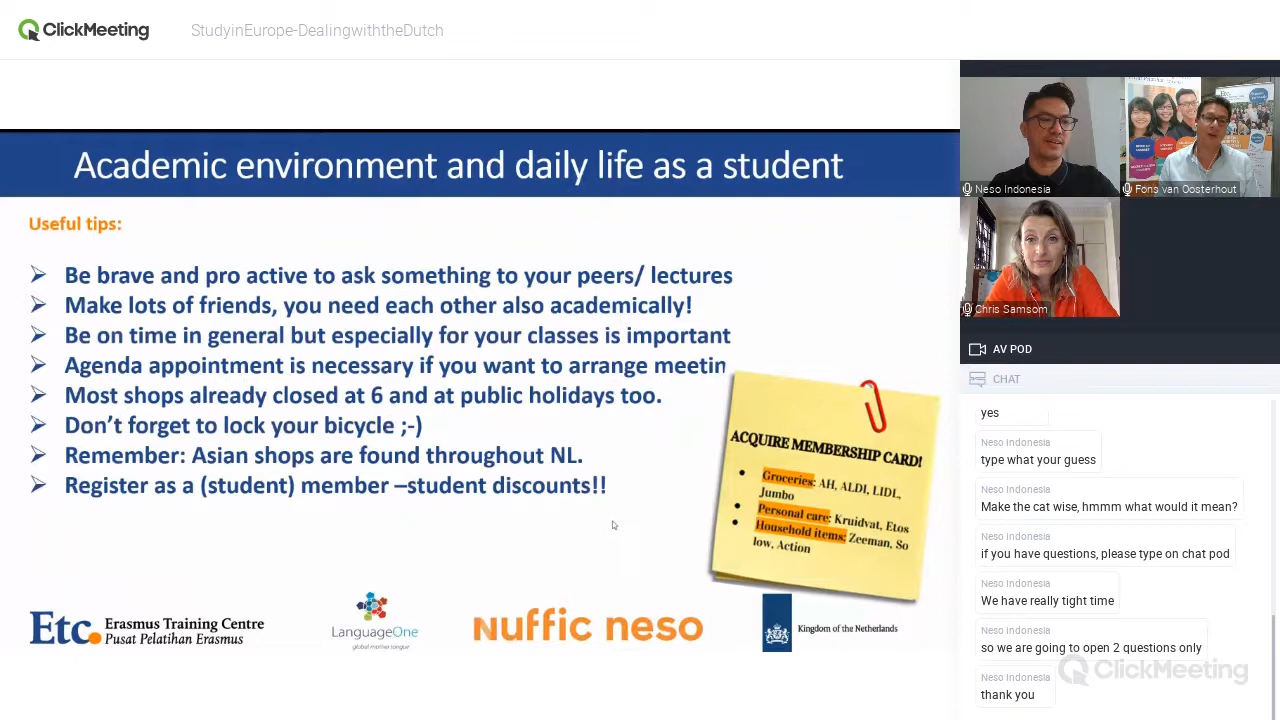 ClickMeeting
StudyinEurope-DealingwiththeDutch
Academic environment and daily life as a student
Useful tips:
Be brave and pro active to ask something to your peers/ lectures
Make lots of friends, you need each other also academically!
Be on time in general but especially for your classes is important
Agenda appointment is necessary if you want to arrange meetin
Most shops already closed at 6 and at public holidays too.
Don't forget to lock your bicycle ;-)
Remember: Asian shops are found throughout NL.
Register as a (student) member –student discounts!!
ACQUIRE MEMBERSHIP CARD!
Groceries: AH, ALDI, LIDL,
Jumbo
Personal care: Kruidvat, Etos
Household items: Zeeman, So
low, Action
Etc. Erasmus Training Centre
Pusat Pelatihan Erasmus
LanguageOne
global mother tongue
nuffic neso
Kingdom of the Netherlands
Neso Indonesia
Fons van Oosterhout
Chris Samsom
AV POD
CHAT
yes
Neso Indonesia
type what your guess
Neso Indonesia
Make the cat wise, hmmm what would it mean?
Neso Indonesia
if you have questions, please type on chat pod
Neso Indonesia
We have really tight time
Neso Indonesia
so we are going to open 2 questions only
Neso Indonesia
thank you
ClickMeeting